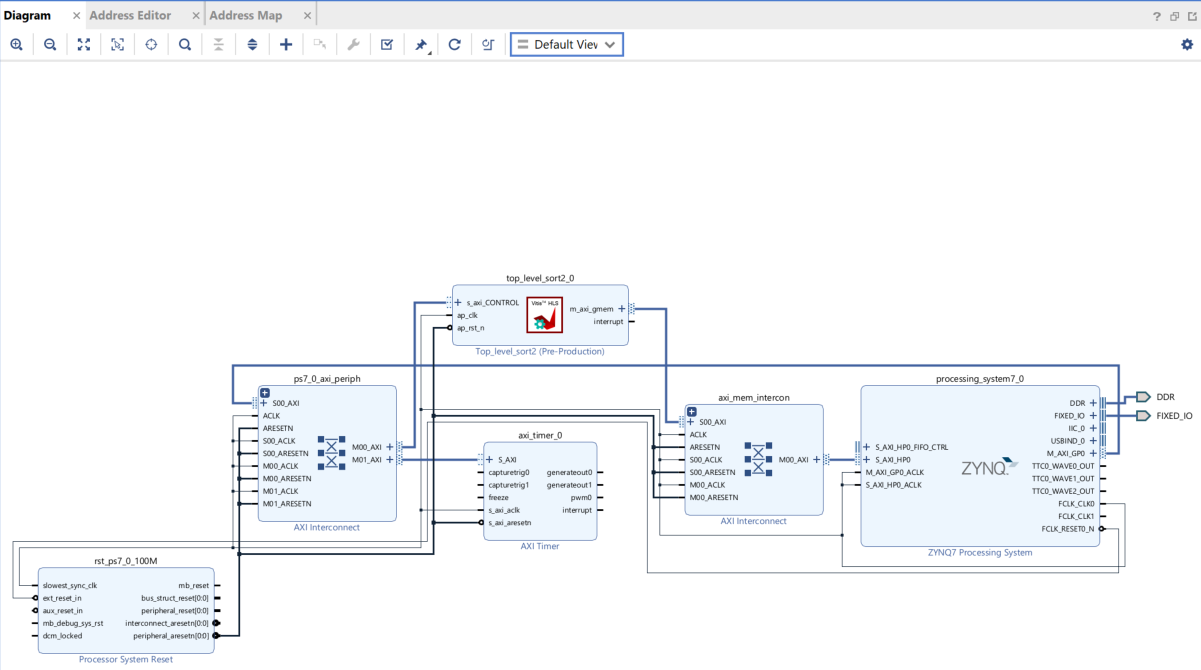 Diagram × Address Editor × Address Map × ?
Default View
top_level_sort2_0
s_axi_CONTROL
ap_clk
ap_rst_n
Vitis™ HLS
m_axi_gmem
interrupt
Top_level_sort2 (Pre-Production)
ps7_0_axi_periph
S00_AXI
ACLK
ARESETN
S00_ACLK
S00_ARESETN
M00_ACLK
M00_ARESETN
M01_ACLK
M01_ARESETN
M00_AXI
M01_AXI
AXI Interconnect
axi_timer_0
S_AXI
capturetrig0
capturetrig1
freeze
s_axi_aclk
s_axi_aresetn
generateout0
generateout1
pwm0
interrupt
AXI Timer
axi_mem_intercon
S00_AXI
ACLK
ARESETN
S00_ACLK
S00_ARESETN
M00_ACLK
M00_ARESETN
M00_AXI
AXI Interconnect
processing_system7_0
S_AXI_HP0_FIFO_CTRL
S_AXI_HP0
M_AXI_GP0_ACLK
S_AXI_HP0_ACLK
ZYNQ
DDR
FIXED_IO
IIC_0
USBIND_0
M_AXI_GP0
TTC0_WAVE0_OUT
TTC0_WAVE1_OUT
TTC0_WAVE2_OUT
FCLK_CLK0
FCLK_CLK1
FCLK_RESET0_N
ZYNQ7 Processing System
DDR
FIXED_IO
rst_ps7_0_100M
slowest_sync_clk
ext_reset_in
aux_reset_in
mb_debug_sys_rst
dcm_locked
mb_reset
bus_struct_reset[0:0]
peripheral_reset[0:0]
interconnect_aresetn[0:0]
peripheral_aresetn[0:0]
Processor System Reset